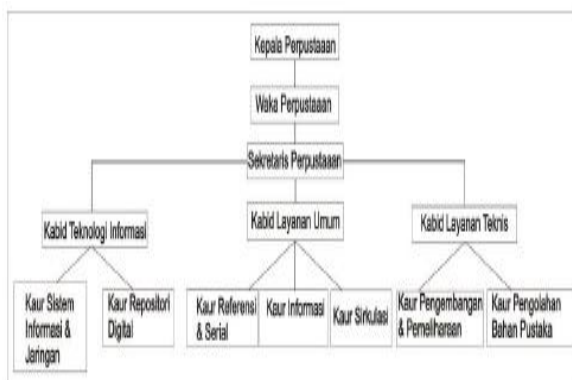 Kepala Perpustaaan
Waka Perpustaaan
Sekretaris Perpustaaan
Kabid Teknologi Informasi
Kabid Layanan Umum
Kabid Layanan Teknis
Kaur Sistem
Informasi &
Jaringan
Kaur Repositori
Digital
Kaur Referensi
& Serial
Kaur Informasi
Kaur Sirkulasi
Kaur Pengembangan
& Pemeliharaan
Kaur Pengolahan
Bahan Pustaka